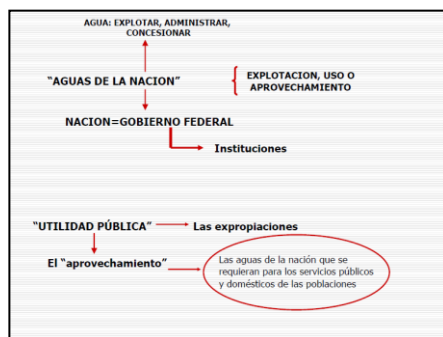 AGUA: EXPLOTAR, ADMINISTRAR,
CONCESIONAR
“AGUAS DE LA NACION”
EXPLOTACION, USO O
APROVECHAMIENTO
NACION=GOBIERNO FEDERAL
Instituciones
“UTILIDAD PÚBLICA”
Las expropiaciones
El “aprovechamiento”
Las aguas de la nación que se
requieran para los servicios públicos
y domésticos de las poblaciones